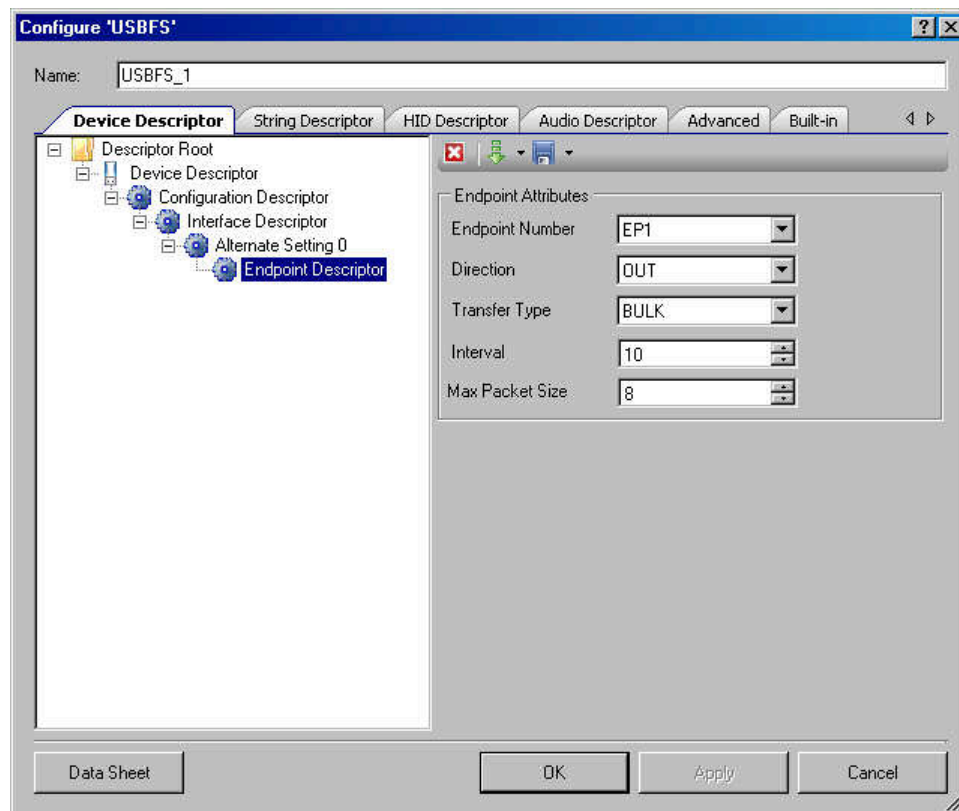 Configure 'USBFS'
Name: USBFS_1
Device Descriptor String Descriptor HID Descriptor Audio Descriptor Advanced Built-in
Descriptor Root
Device Descriptor
Configuration Descriptor
Interface Descriptor
Alternate Setting 0
Endpoint Descriptor
Endpoint Attributes
Endpoint Number EP1
Direction OUT
Transfer Type BULK
Interval 10
Max Packet Size 8
Data Sheet OK Apply Cancel